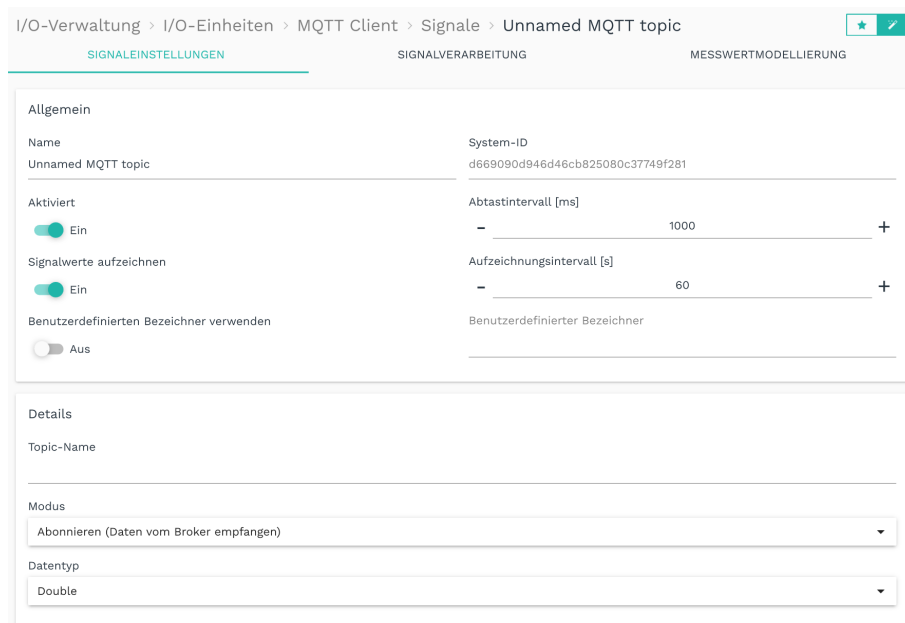 I/O-Verwaltung > I/O-Einheiten > MQTT Client > Signale > Unnamed MQTT topic
SIGNALEINSTELLUNGEN SIGNALVERARBEITUNG MESSWERTMODELLIERUNG
Allgemein
Name System-ID
Unnamed MQTT topic d669090d946d46cb825080c37749f281
Aktiviert Abtastintervall [ms]
Ein - 1000 +
Signalwerte aufzeichnen Aufzeichnungsintervall [s]
Ein - 60 +
Benutzerdefinierten Bezeichner verwenden Benutzerdefinierter Bezeichner
Aus
Details
Topic-Name
Modus
Abonnieren (Daten vom Broker empfangen)
Datentyp
Double